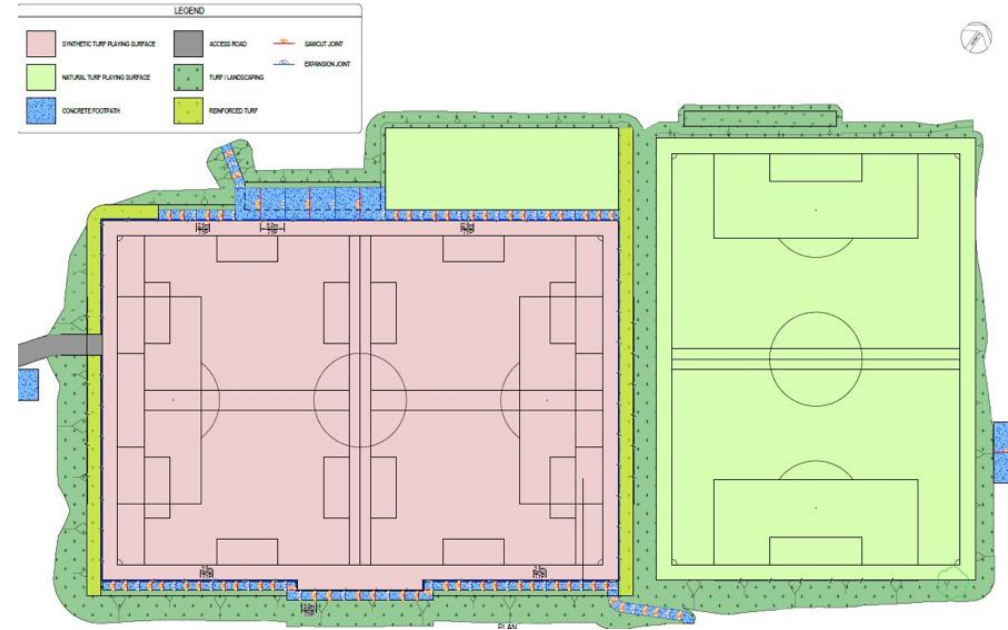 LEGEND
SYNTHETIC TURF PLAYING SURFACE
ACCESS ROAD
SAWCUT JOINT
NATURAL TURF PLAYING SURFACE
TURF / LANDSCAPING
EXPANSION JOINT
CONCRETE FOOTPATH
REINFORCED TURF
PLAN